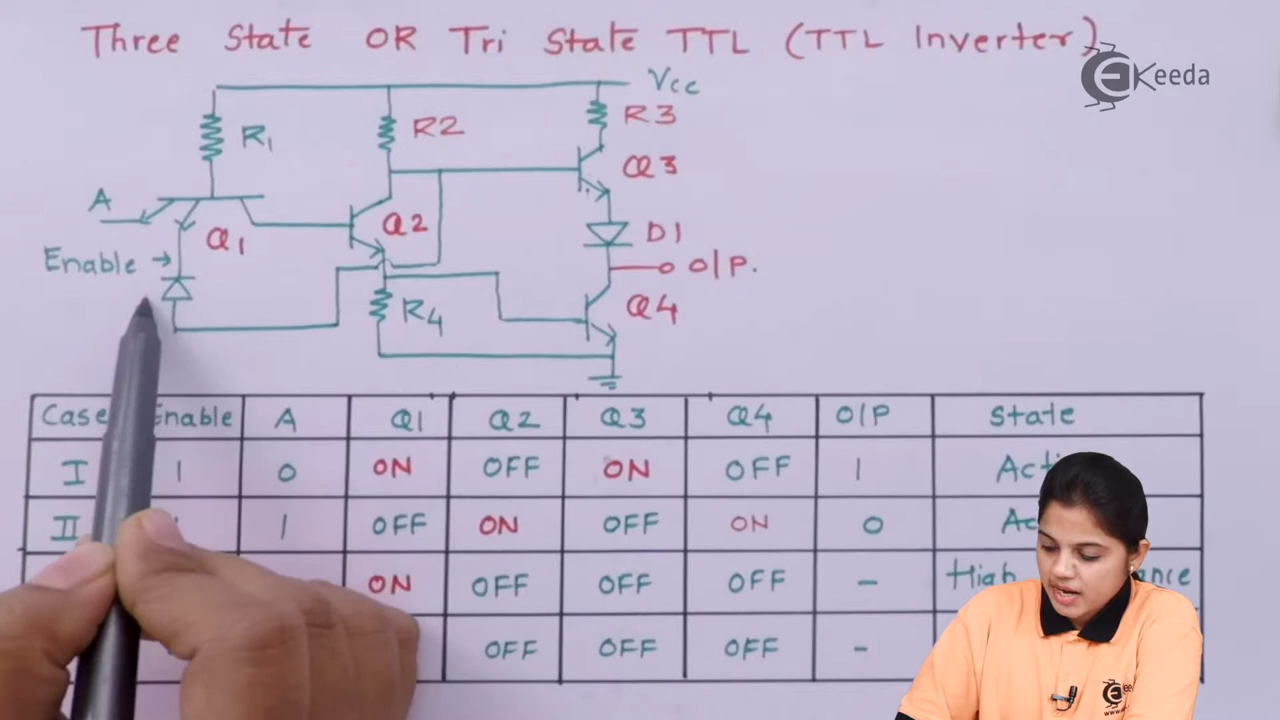 Three State OR Tri State TTL (TTL Inverter)
Keeda
Vcc
R1
R2
R3
Q3
A
Q1
Q2
D1
Enable →
O/P.
R4
Q4
Case Enable A Q1 Q2 Q3 Q4 O/P State
I 1 0 ON OFF ON OFF 1
II 1 OFF ON OFF ON 0
ON OFF OFF OFF - High
OFF OFF OFF -